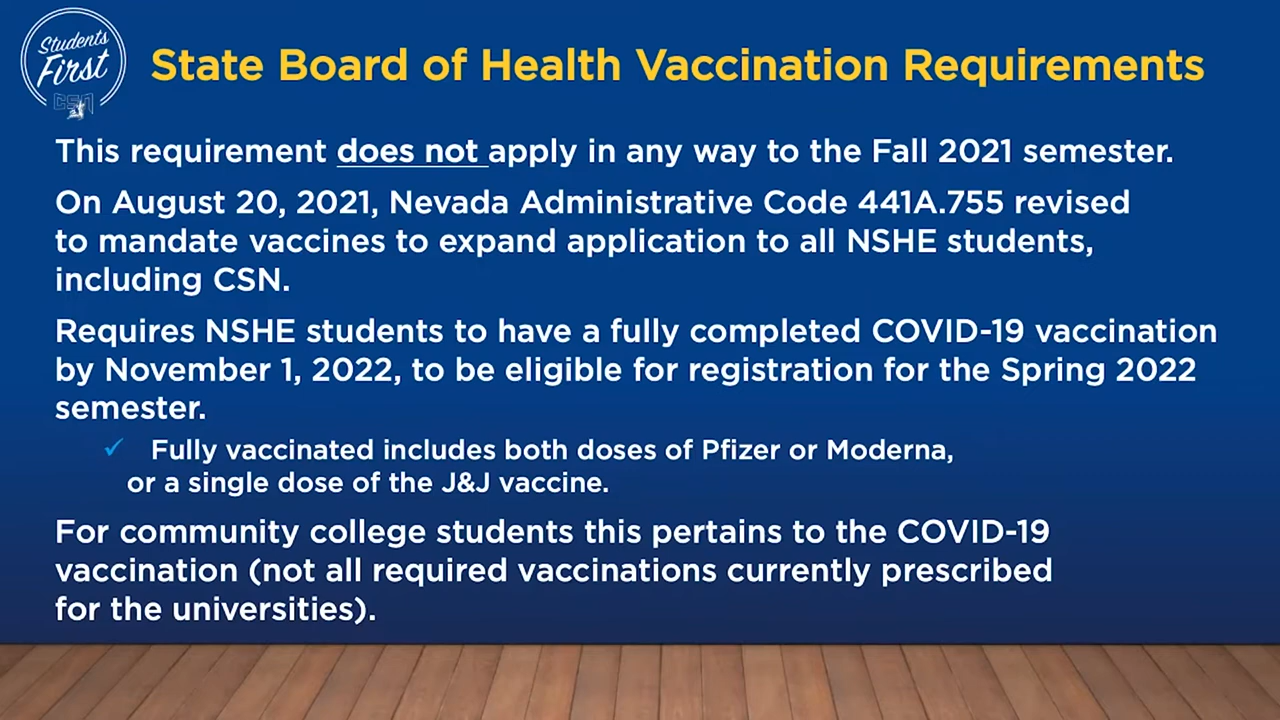 Students
First
CSN
State Board of Health Vaccination Requirements
This requirement does not apply in any way to the Fall 2021 semester.
On August 20, 2021, Nevada Administrative Code 441A.755 revised
to mandate vaccines to expand application to all NSHE students,
including CSN.
Requires NSHE students to have a fully completed COVID-19 vaccination
by November 1, 2022, to be eligible for registration for the Spring 2022
semester.
✓ Fully vaccinated includes both doses of Pfizer or Moderna,
or a single dose of the J&J vaccine.
For community college students this pertains to the COVID-19
vaccination (not all required vaccinations currently prescribed
for the universities).